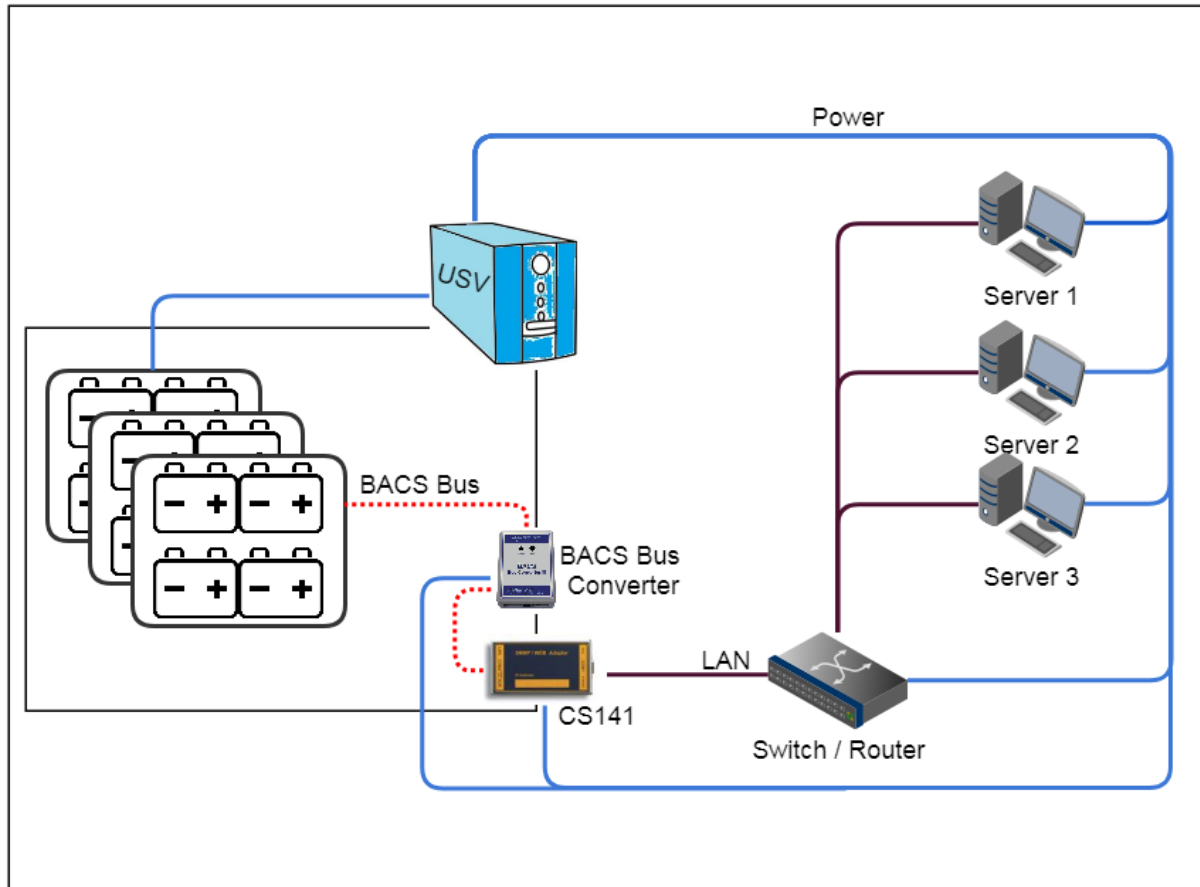 Power
USV
Server 1
Server 2
Server 3
BACS Bus
BACS Bus
Converter
LAN
CS141
Switch / Router